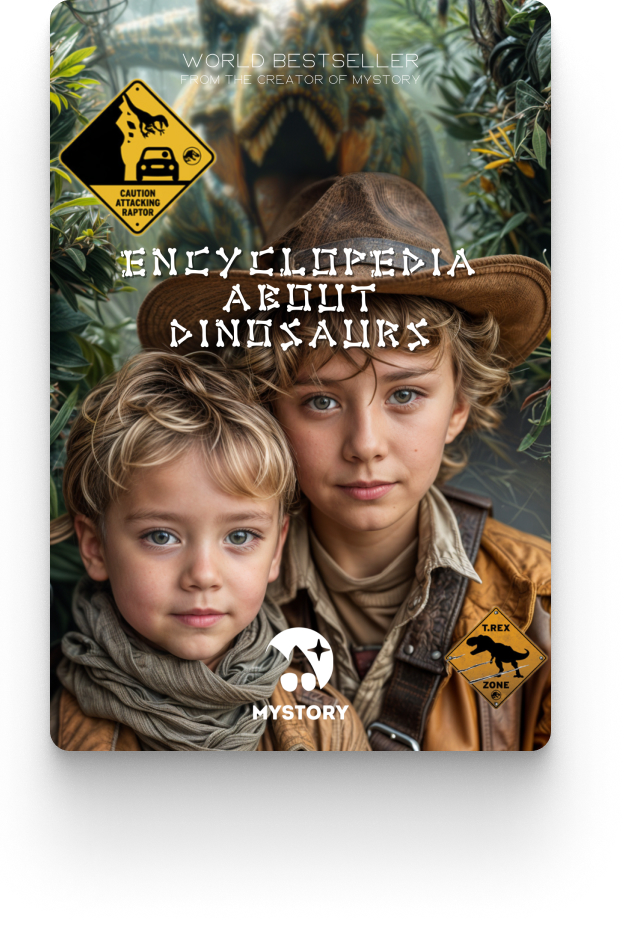 WORLD BESTSELLER
FROM THE CREATOR OF MYSTORY
CAUTION
ATTACKING
RAPTOR
ENCYCLOPEDIA
ABOUT
DINOSAURS
T.REX
ZONE
MYSTORY